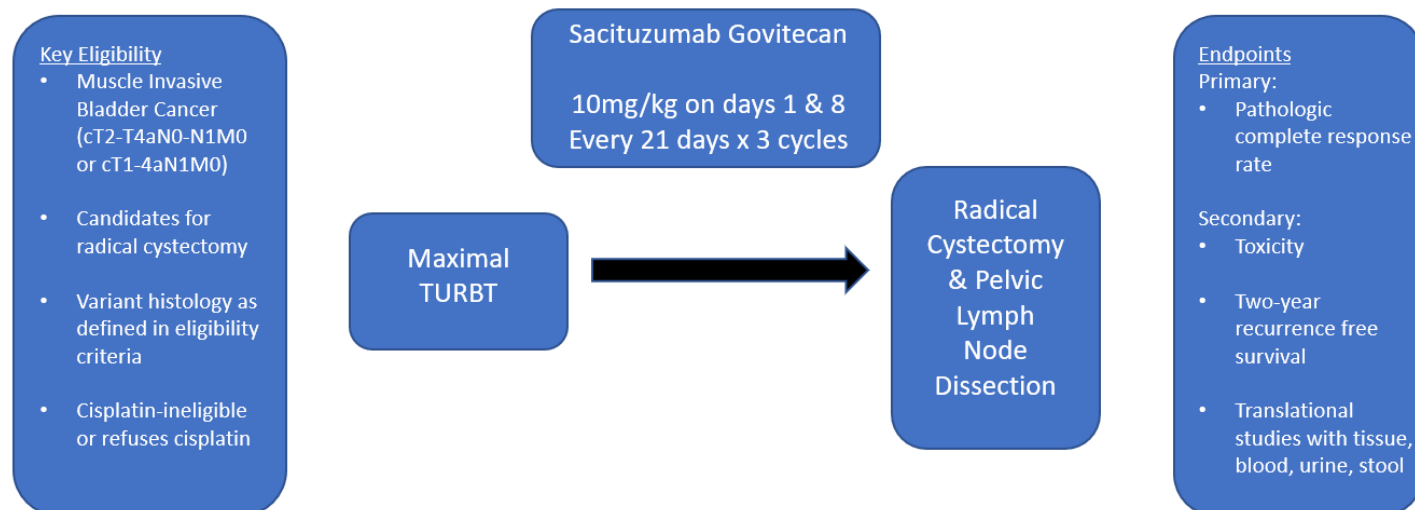 Key Eligibility
• Muscle Invasive
Bladder Cancer
(cT2-T4aN0-N1M0
or cT1-4aN1M0)
• Candidates for
radical cystectomy
• Variant histology as
defined in eligibility
criteria
• Cisplatin-ineligible
or refuses cisplatin
Maximal
TURBT
Sacituzumab Govitecan
10mg/kg on days 1 & 8
Every 21 days x 3 cycles
Radical
Cystectomy
& Pelvic
Lymph
Node
Dissection
Endpoints
Primary:
• Pathologic
complete response
rate
Secondary:
• Toxicity
• Two-year
recurrence free
survival
• Translational
studies with tissue,
blood, urine, stool